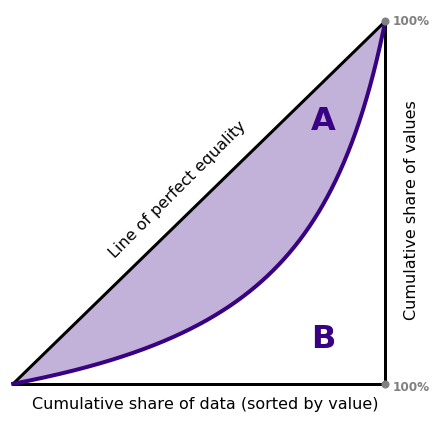 100%
A
Line of perfect equality
Cumulative share of values
B
100%
Cumulative share of data (sorted by value)